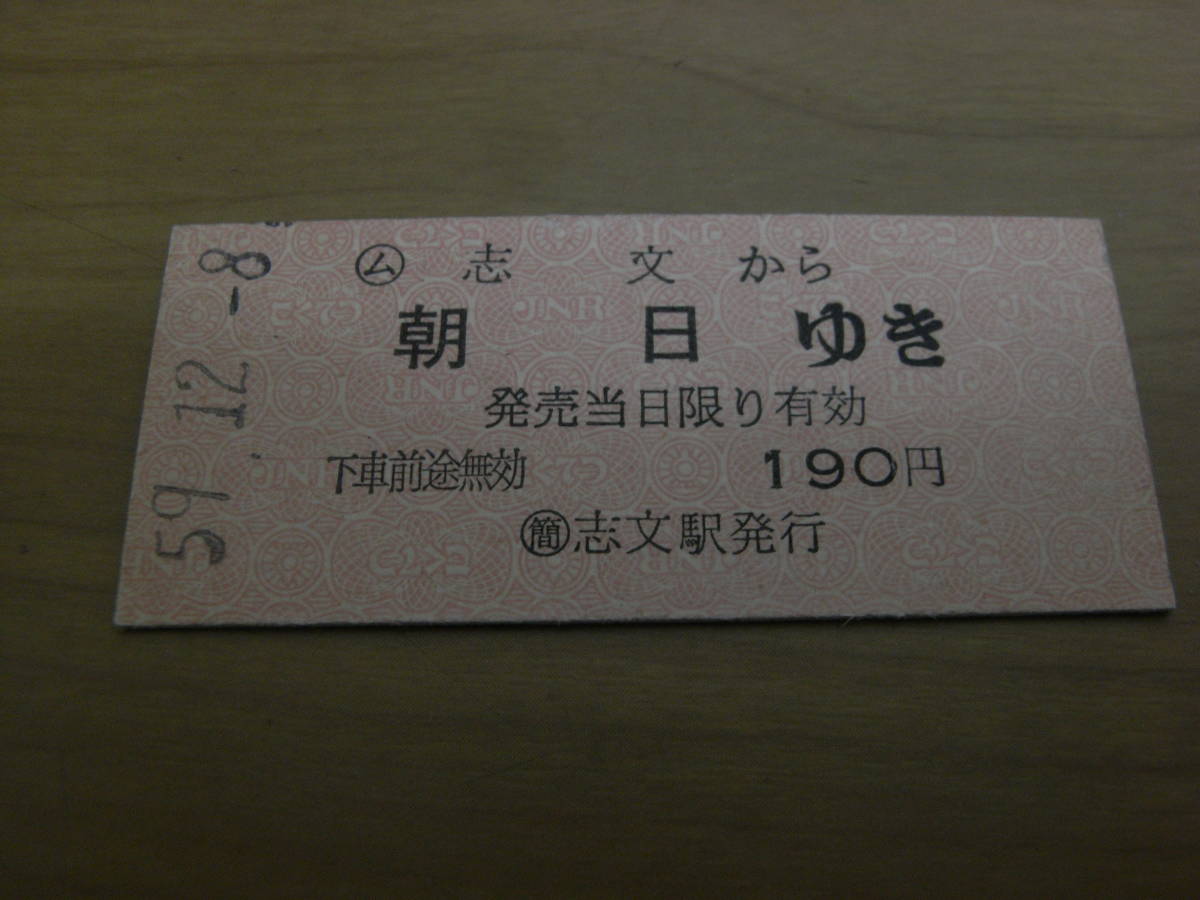 59 12 -8
㋰ 志 文 から
朝 日 ゆき
発売当日限り有効
下車前途無効 190円
簡 志文駅発行